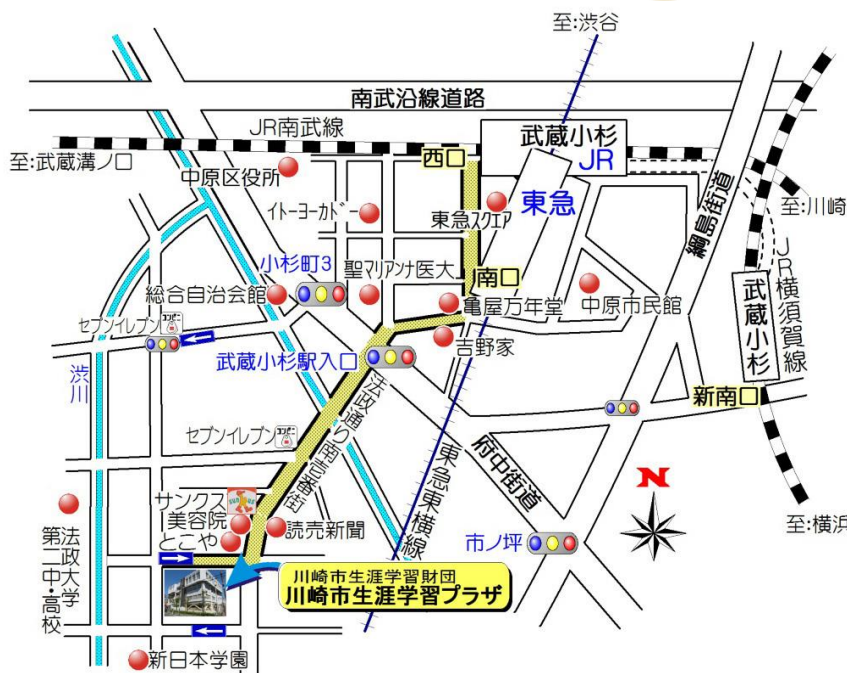 至:渋谷
南武沿線道路
JR南武線
武蔵小杉
JR
至:武蔵溝ノ口
西口
中原区役所
東急
綱島街道
至:川崎
イトーヨーカドー
東急スクエア
小杉町3
聖マリアンナ医大
南口
JR横須賀線
総合自治会館
亀屋万年堂
中原市民館
武蔵小杉
セブンイレブン
吉野家
渋川
武蔵小杉駅入口
新南口
法政通り南壱番街
セブンイレブン
府中街道
東急東横線
N
サンクス
美容院
とこや
読売新聞
市ノ坪
至:横浜
法政大学
第二中・高校
川崎市生涯学習財団
川崎市生涯学習プラザ
新日本学園